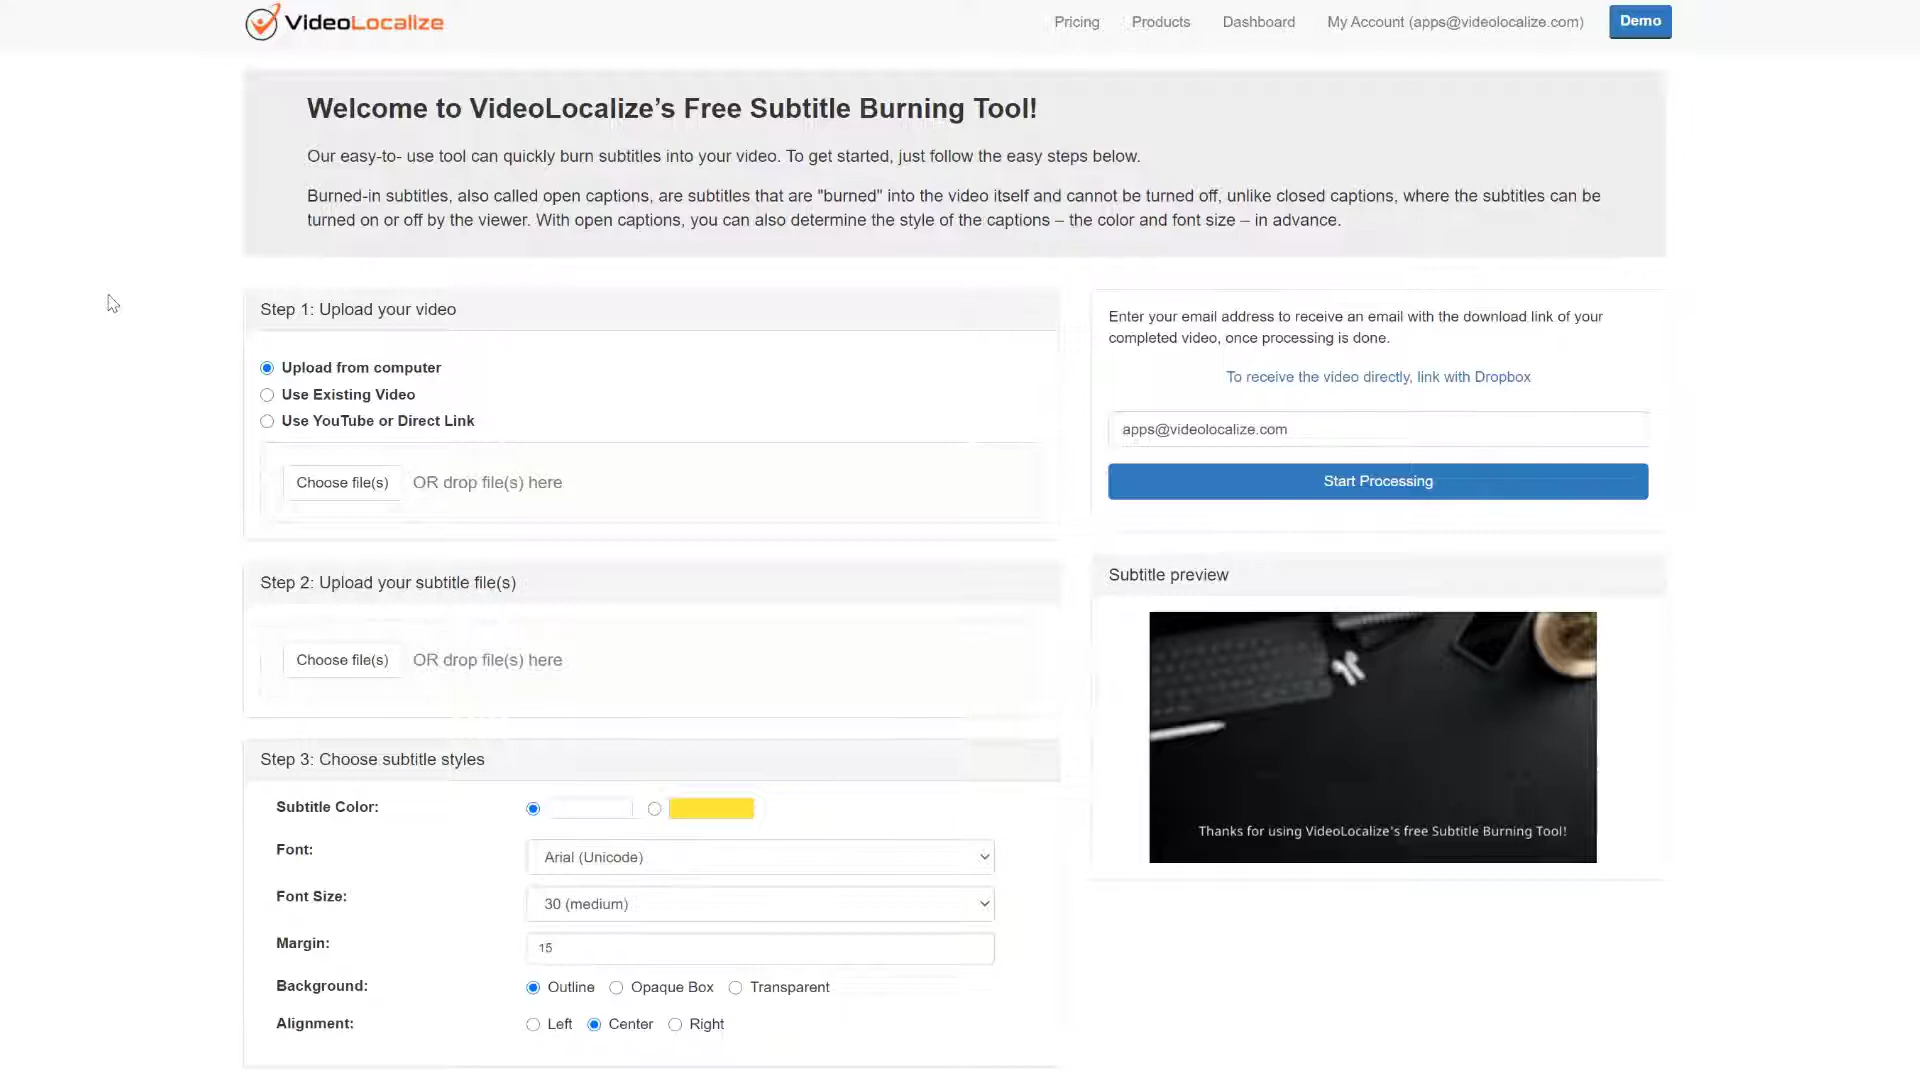 VideoLocalize
Pricing
Products
Dashboard
My Account (apps@videolocalize.com)
Demo
Welcome to VideoLocalize’s Free Subtitle Burning Tool!
Our easy-to- use tool can quickly burn subtitles into your video. To get started, just follow the easy steps below.
Burned-in subtitles, also called open captions, are subtitles that are "burned" into the video itself and cannot be turned off, unlike closed captions, where the subtitles can be
turned on or off by the viewer. With open captions, you can also determine the style of the captions – the color and font size – in advance.
Step 1: Upload your video
Upload from computer
Use Existing Video
Use YouTube or Direct Link
Choose file(s) OR drop file(s) here
Step 2: Upload your subtitle file(s)
Choose file(s) OR drop file(s) here
Step 3: Choose subtitle styles
Subtitle Color:
Font: Arial (Unicode)
Font Size: 30 (medium)
Margin: 15
Background: Outline Opaque Box Transparent
Alignment: Left Center Right
Enter your email address to receive an email with the download link of your
completed video, once processing is done.
To receive the video directly, link with Dropbox
apps@videolocalize.com
Start Processing
Subtitle preview
Thanks for using VideoLocalize's free Subtitle Burning Tool!